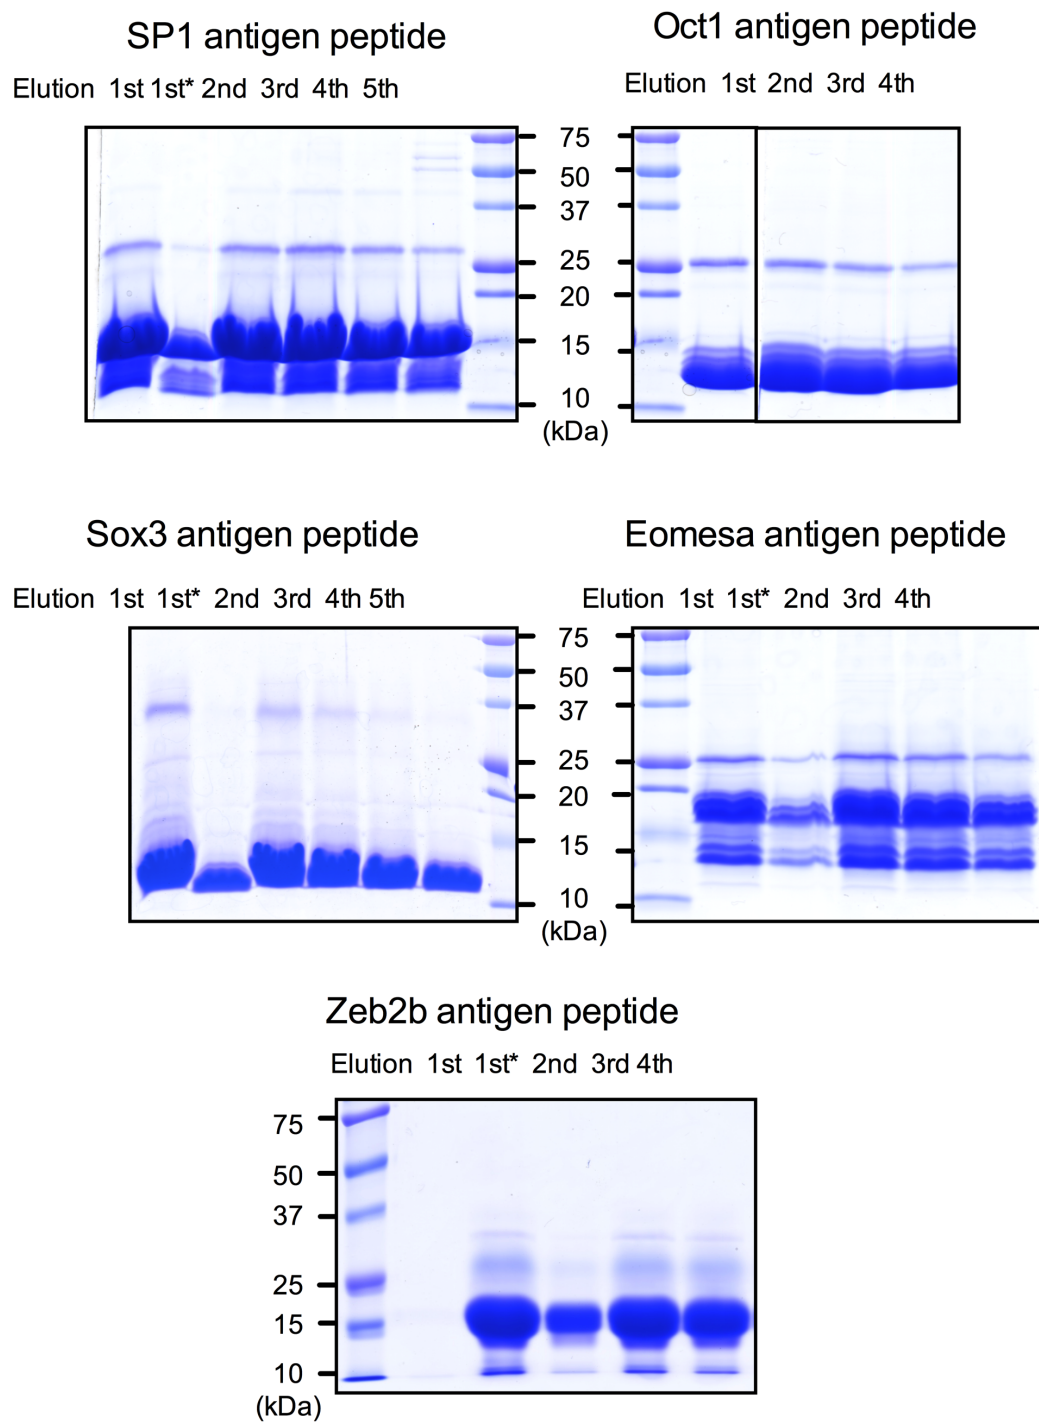 SP1 antigen peptide
Elution 1st 1st* 2nd 3rd 4th 5th
Oct1 antigen peptide
Elution 1st 2nd 3rd 4th
75
50
37
25
20
15
10
(kDa)
Sox3 antigen peptide
Elution 1st 1st* 2nd 3rd 4th 5th
Eomesa antigen peptide
Elution 1st 1st* 2nd 3rd 4th
75
50
37
25
20
15
10
(kDa)
Zeb2b antigen peptide
Elution 1st 1st* 2nd 3rd 4th
75
50
37
25
15
10
(kDa)